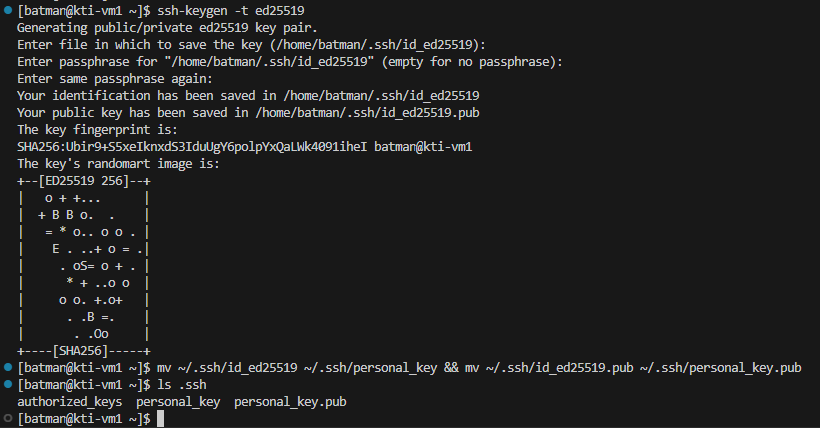 [batman@kti-vm1 ~]$ ssh-keygen -t ed25519
Generating public/private ed25519 key pair.
Enter file in which to save the key (/home/batman/.ssh/id_ed25519):
Enter passphrase for "/home/batman/.ssh/id_ed25519" (empty for no passphrase):
Enter same passphrase again:
Your identification has been saved in /home/batman/.ssh/id_ed25519
Your public key has been saved in /home/batman/.ssh/id_ed25519.pub
The key fingerprint is:
SHA256:Ubir9+S5xeIknxdS3IduUgY6polpYxQaLWk4091iheI batman@kti-vm1
The key's randomart image is:
+--[ED25519 256]--+
|   o + +...      |
|  + B B o.  .    |
|   = * o.. o o . |
|    E . ..+ o = .|
|     . oS= o + . |
|      * + ..o o  |
|     o o. +.o+   |
|      . .B =.    |
|       . .Oo     |
+----[SHA256]-----+
[batman@kti-vm1 ~]$ mv ~/.ssh/id_ed25519 ~/.ssh/personal_key && mv ~/.ssh/id_ed25519.pub ~/.ssh/personal_key.pub
[batman@kti-vm1 ~]$ ls .ssh
authorized_keys  personal_key  personal_key.pub
[batman@kti-vm1 ~]$